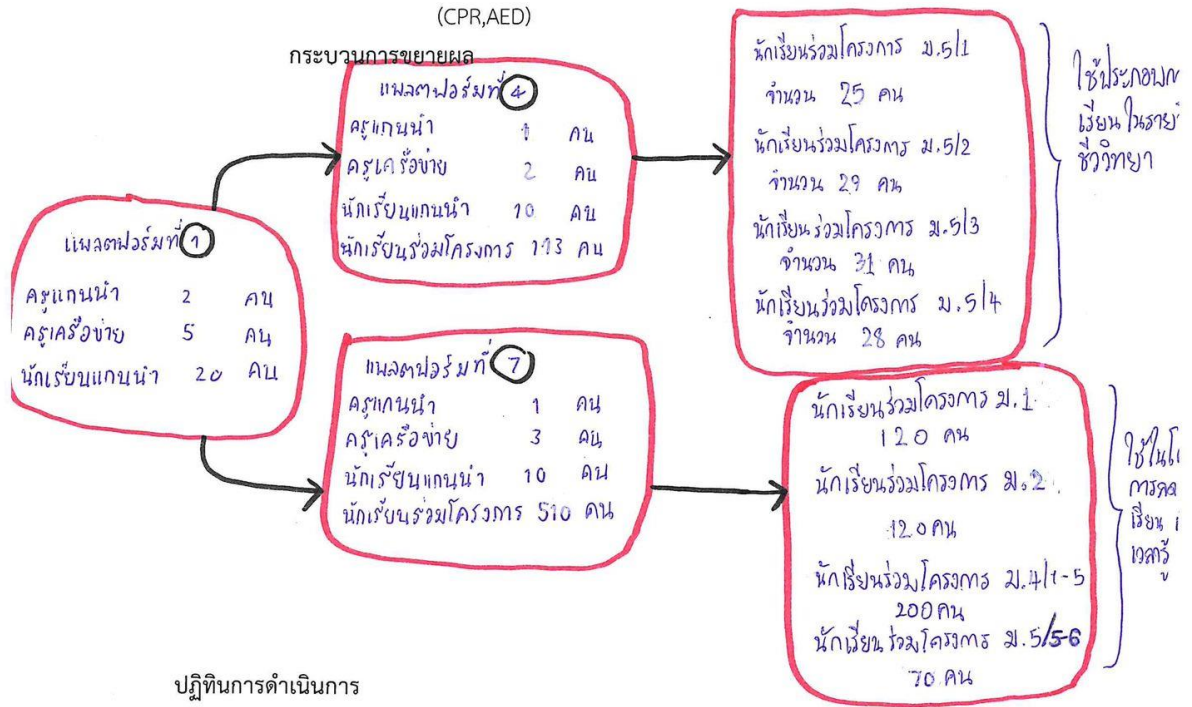 (CPR,AED)
กระบวนการขยายผล
แพลตฟอร์มที่ 1
ครูแกนนำ 2 คน
ครูเครือข่าย 5 คน
นักเรียนแกนนำ 20 คน
แพลตฟอร์มที่ 4
ครูแกนนำ 1 คน
ครูเครือข่าย 2 คน
นักเรียนแกนนำ 10 คน
นักเรียนร่วมโครงการ 113 คน
นักเรียนร่วมโครงการ ม.5/1
จำนวน 25 คน
นักเรียนร่วมโครงการ ม.5/2
จำนวน 29 คน
นักเรียนร่วมโครงการ ม.5/3
จำนวน 31 คน
นักเรียนร่วมโครงการ ม.5/4
จำนวน 28 คน
ใช้ประกอบ
เรียนในราย
ชีววิทยา
แพลตฟอร์มที่ 7
ครูแกนนำ 1 คน
ครูเครือข่าย 3 คน
นักเรียนแกนนำ 10 คน
นักเรียนร่วมโครงการ 510 คน
นักเรียนร่วมโครงการ ม.1
120 คน
นักเรียนร่วมโครงการ ม.2
120 คน
นักเรียนร่วมโครงการ ม.4/1-5
200 คน
นักเรียนร่วมโครงการ ม.5/5-6
70 คน
ใช้ใน
การลด
เรียน
เวลารู้
ปฏิทินการดำเนินการ